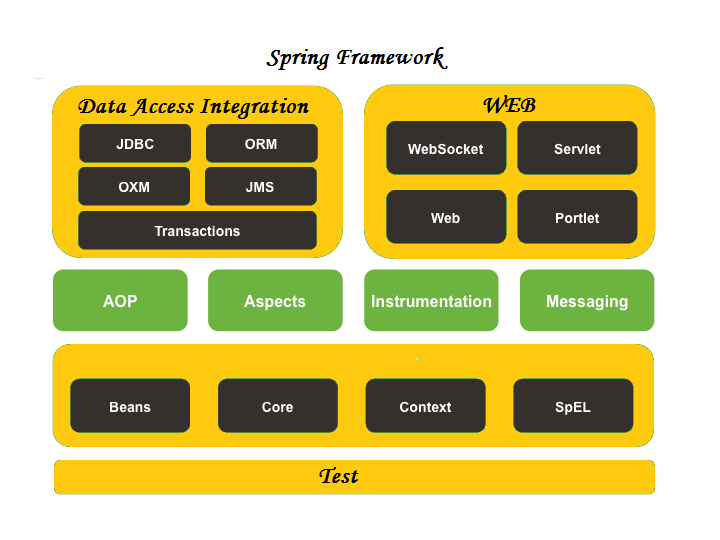 Spring Framework
Data Access Integration
JDBC
ORM
OXM
JMS
Transactions
WEB
WebSocket
Servlet
Web
Portlet
AOP
Aspects
Instrumentation
Messaging
Beans
Core
Context
SpEL
Test